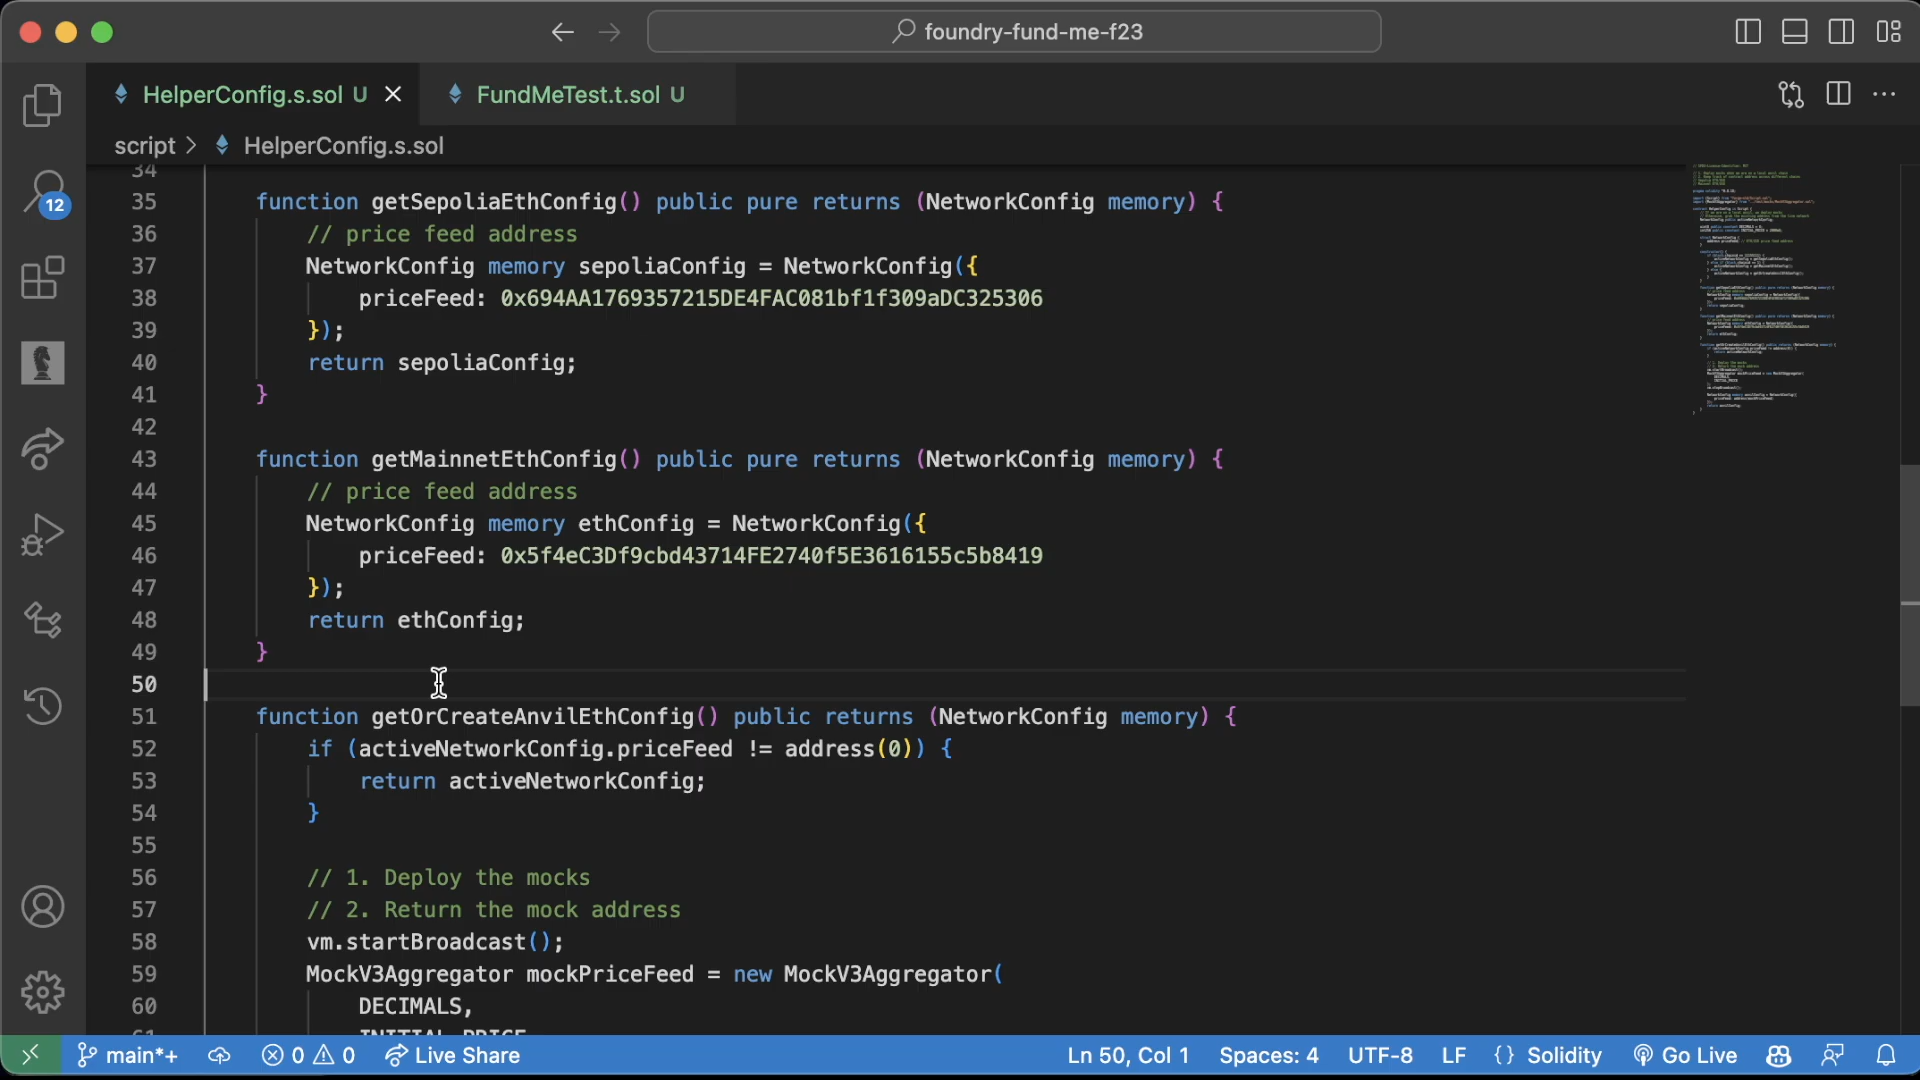 foundry-fund-me-f23
HelperConfig.s.sol U
FundMeTest.t.sol U
script > HelperConfig.s.sol
12
34
35 function getSepoliaEthConfig() public pure returns (NetworkConfig memory) {
36 // price feed address
37 NetworkConfig memory sepoliaConfig = NetworkConfig({
38 priceFeed: 0x694AA1769357215DE4FAC081bf1f309aDC325306
39 });
40 return sepoliaConfig;
41 }
42
43 function getMainnetEthConfig() public pure returns (NetworkConfig memory) {
44 // price feed address
45 NetworkConfig memory ethConfig = NetworkConfig({
46 priceFeed: 0x5f4eC3Df9cbd43714FE2740f5E3616155c5b8419
47 });
48 return ethConfig;
49 }
50
51 function getOrCreateAnvilEthConfig() public returns (NetworkConfig memory) {
52 if (activeNetworkConfig.priceFeed != address(0)) {
53 return activeNetworkConfig;
54 }
55
56 // 1. Deploy the mocks
57 // 2. Return the mock address
58 vm.startBroadcast();
59 MockV3Aggregator mockPriceFeed = new MockV3Aggregator(
60 DECIMALS,
61 INITIAL_PRICE
main*+ 0 0 Live Share Ln 50, Col 1 Spaces: 4 UTF-8 LF {} Solidity Go Live